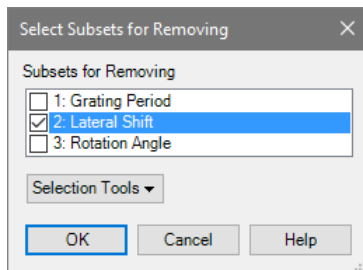 Select Subsets for Removing
Subsets for Removing
1: Grating Period
2: Lateral Shift
3: Rotation Angle
Selection Tools
OK Cancel Help